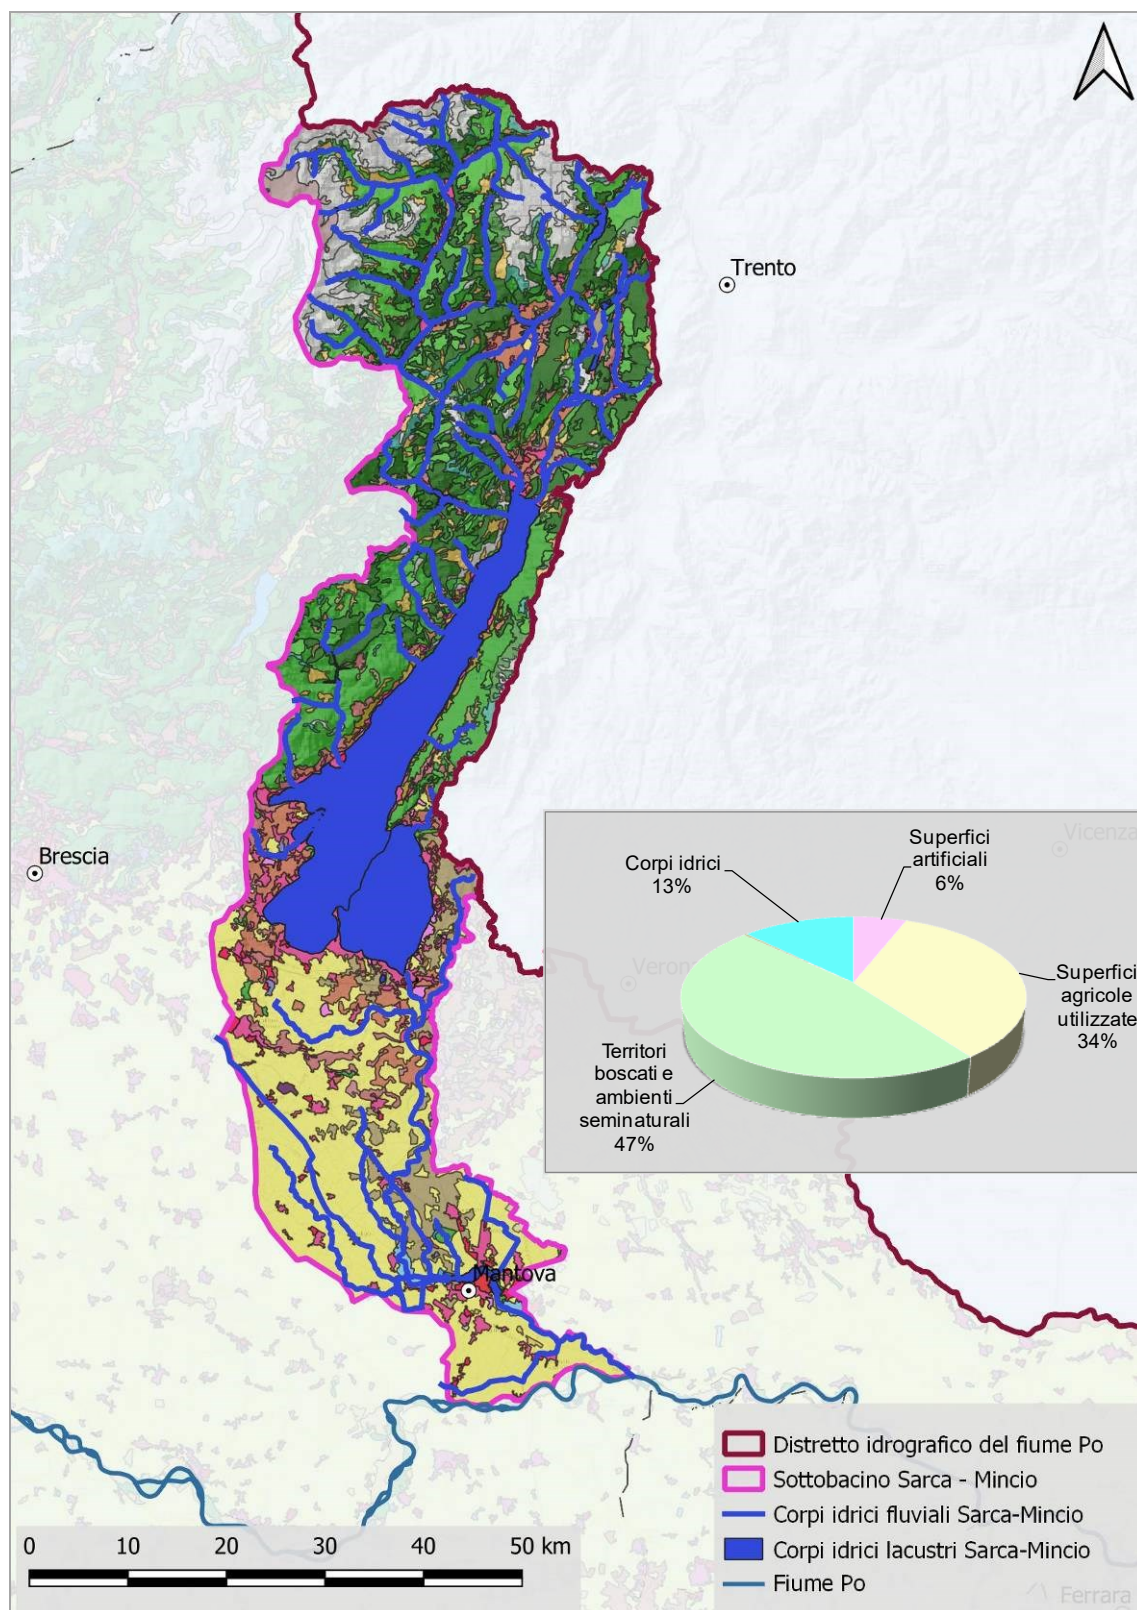 Trento
Brescia
Vicenza
Verona
Mantova
Ferrara
Corpi idrici
13%
Superfici
artificiali
6%
Superfici
agricole
utilizzate
34%
Territori
boscati e
ambienti
seminaturali
47%
Distretto idrografico del fiume Po
Sottobacino Sarca - Mincio
Corpi idrici fluviali Sarca-Mincio
Corpi idrici lacustri Sarca-Mincio
Fiume Po
0 10 20 30 40 50 km